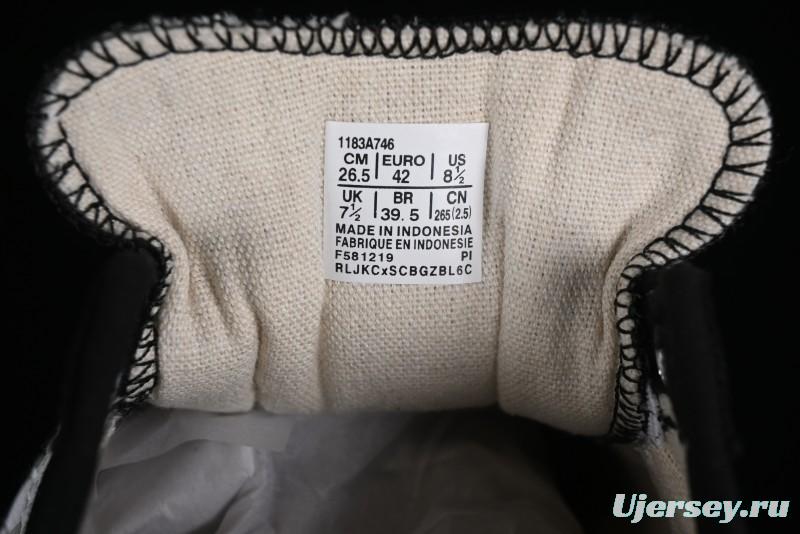 1183A746
CM EURO US
26.5 42 8½
UK BR CN
7½ 39.5 265(2.5)
MADE IN INDONESIA
FABRIQUE EN INDONESIE
F581219 PI
RLJKCxSCBGZBL6C
Ujersey.ru